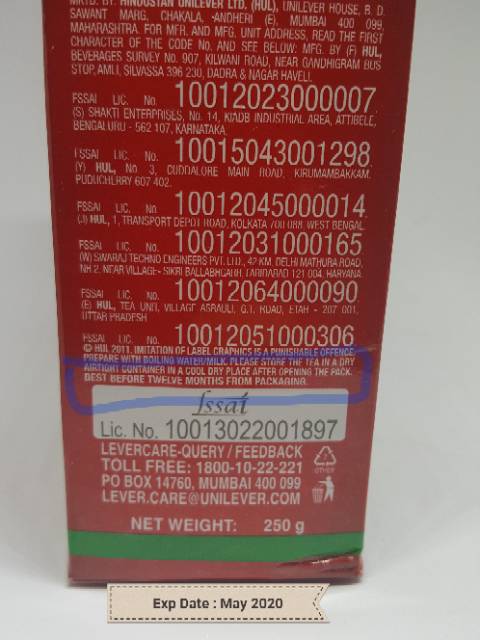 MKTD. BY: HINDUSTAN UNILEVER LTD. (HUL), UNILEVER HOUSE, B. D.
SAWANT MARG, CHAKALA, ANDHERI (E), MUMBAI 400 099,
MAHARASHTRA. FOR MFR. AND MFG. UNIT ADDRESS, READ THE FIRST
CHARACTER OF THE CODE No. AND SEE BELOW: MFG. BY (F) HUL,
BEVERAGES SURVEY No. 907, KILWANI ROAD, NEAR GANDHIGRAM BUS
STOP, AMLI, SILVASSA 396 230, DADRA & NAGAR HAVELI.
FSSAI LIC. No. 10012023000007
(S) SHAKTI ENTERPRISES, No. 14, KIADB INDUSTRIAL AREA, ATTIBELE,
BENGALURU - 562 107, KARNATAKA.
FSSAI LIC. No. 10015043001298
(Y) HUL, No 3, CUDDALORE MAIN ROAD, KIRUMAMBAKKAM,
PUDUCHERRY 607 402.
FSSAI LIC. No. 10012045000014
(J) HUL, 1, TRANSPORT DEPOT ROAD, KOLKATA 700 088, WEST BENGAL
FSSAI LIC. No. 10012031000165
(W) SWARAJ TECHNO ENGINEERS PVT. LTD., 42 KM, DELHI MATHURA ROAD,
NH 2, NEAR VILLAGE - SIKRI BALLABHGARH, FARIDABAD 121 004, HARYANA
FSSAI LIC. No. 10012064000090
(E) HUL, TEA UNIT, VILLAGE ASRAULI, G.T. ROAD, ETAH - 207 001,
UTTAR PRADESH
FSSAI LIC. No. 10012051000306
© HUL 2011. IMITATION OF LABEL GRAPHICS IS A PUNISHABLE OFFENCE
PREPARE WITH BOILING WATER/MILK. PLEASE STORE THE TEA IN A DRY
AIRTIGHT CONTAINER IN A COOL DRY PLACE AFTER OPENING THE PACK.
BEST BEFORE TWELVE MONTHS FROM PACKAGING.
fssai
Lic. No. 10013022001897
LEVERCARE-QUERY / FEEDBACK
TOLL FREE: 1800-10-22-221
PO BOX 14760, MUMBAI 400 099
LEVER.CARE@UNILEVER.COM
7
OTHER
NET WEIGHT: 250 g
Exp Date : May 2020